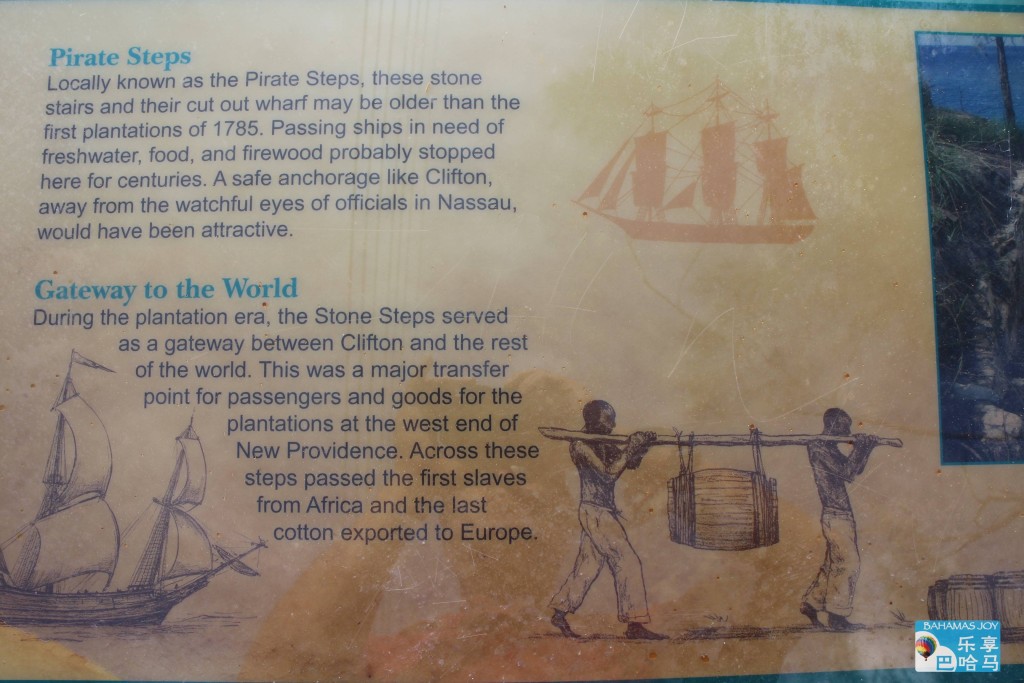 Pirate Steps
Locally known as the Pirate Steps, these stone
stairs and their cut out wharf may be older than the
first plantations of 1785. Passing ships in need of
freshwater, food, and firewood probably stopped
here for centuries. A safe anchorage like Clifton,
away from the watchful eyes of officials in Nassau,
would have been attractive.
Gateway to the World
During the plantation era, the Stone Steps served
as a gateway between Clifton and the rest
of the world. This was a major transfer
point for passengers and goods for the
plantations at the west end of
New Providence. Across these
steps passed the first slaves
from Africa and the last
cotton exported to Europe.
BAHAMAS JOY
乐享
巴哈马